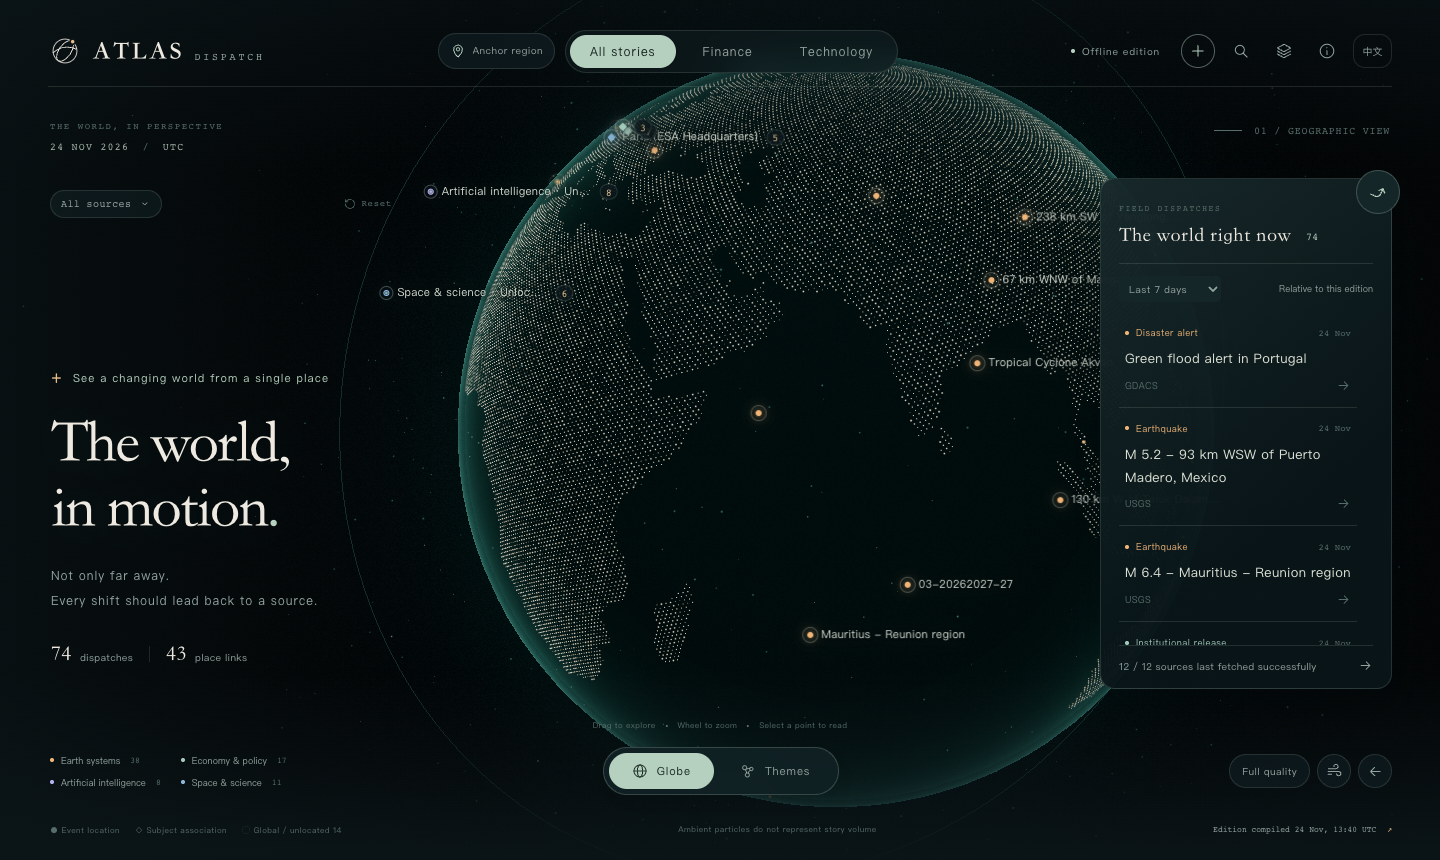 ATLAS DISPATCH
Anchor region
All stories
Finance
Technology
Offline edition
中文
THE WORLD, IN PERSPECTIVE
24 NOV 2026 / UTC
01 / GEOGRAPHIC VIEW
All sources
Reset
3
(ESA Headquarters) 5
Artificial intelligence · Un... 8
238 km SW
67 km WNW of Ma
Space & science · Unloc... 6
Tropical Cyclone
130 k
03-20262027-27
Mauritius - Reunion region
FIELD DISPATCHES
The world right now 74
Last 7 days
Relative to this edition
Disaster alert 24 Nov
Green flood alert in Portugal
GDACS
Earthquake 24 Nov
M 5.2 - 93 km WSW of Puerto
Madero, Mexico
USGS
Earthquake 24 Nov
M 6.4 - Mauritius - Reunion region
USGS
Institutional release 24 Nov
12 / 12 sources last fetched successfully
See a changing world from a single place
The world,
in motion.
Not only far away.
Every shift should lead back to a source.
74 dispatches 43 place links
Drag to explore • Wheel to zoom • Select a point to read
Globe
Themes
Earth systems 38
Economy & policy 17
Artificial intelligence 8
Space & science 11
Full quality
Event location
Subject association
Global / unlocated 14
Ambient particles do not represent story volume
Edition compiled 24 Nov, 13:40 UTC ↗